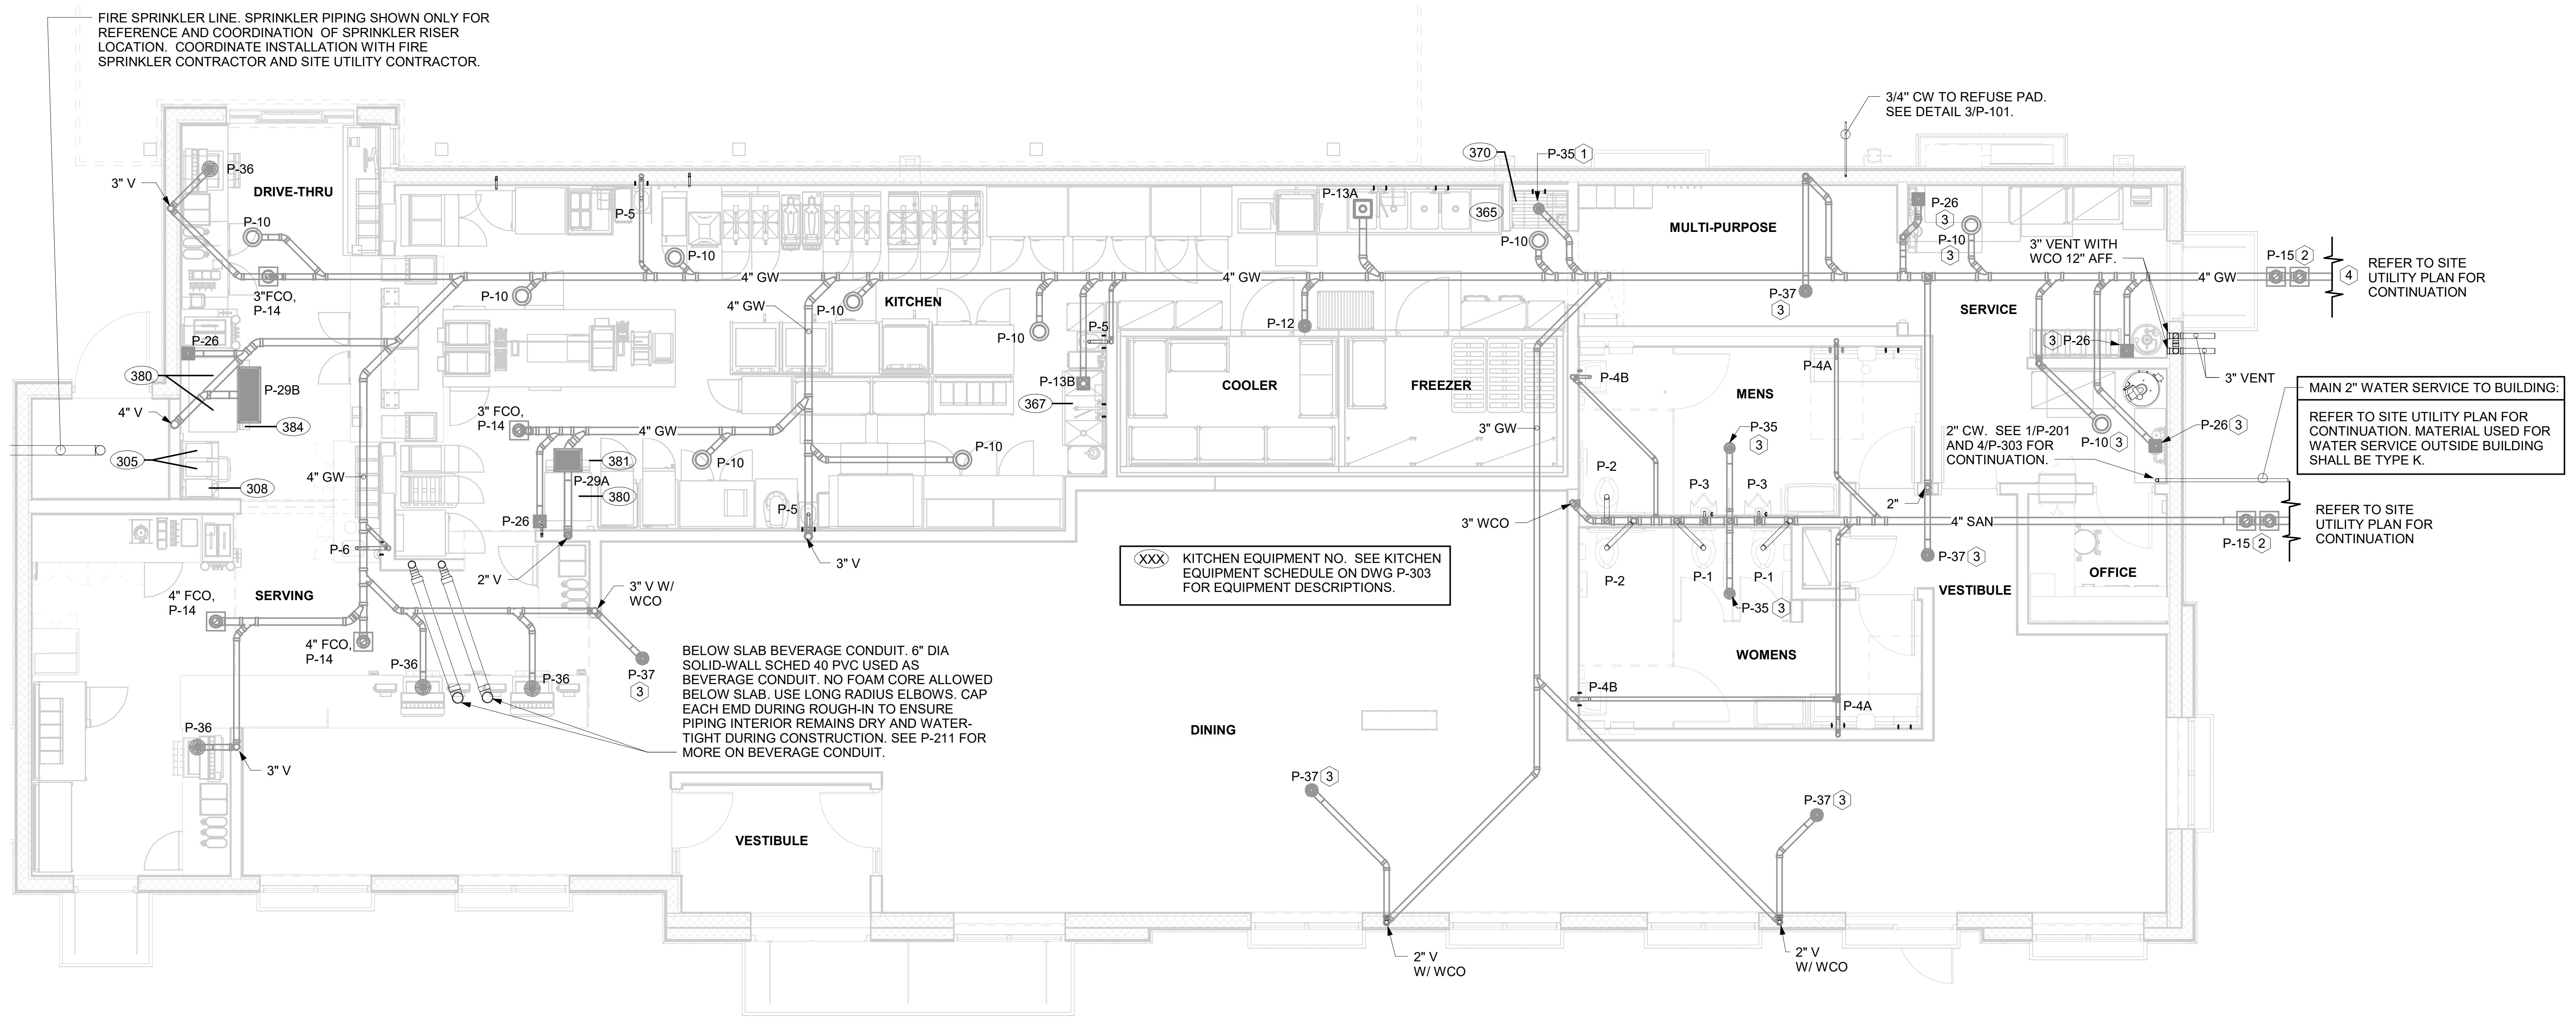 FIRE SPRINKLER LINE. SPRINKLER PIPING SHOWN ONLY FOR
REFERENCE AND COORDINATION OF SPRINKLER RISER
LOCATION. COORDINATE INSTALLATION WITH FIRE
SPRINKLER CONTRACTOR AND SITE UTILITY CONTRACTOR.
3/4" CW TO REFUSE PAD.
SEE DETAIL 3/P-101.
370
P-35 1
P-36
3" V
DRIVE-THRU
P-5
P-13A
365
P-10
MULTI-PURPOSE
P-26
3
P-10
3
3" VENT WITH
WCO 12" AFF.
P-10
P-10
4" GW
4" GW
4" GW
P-15 2
4
REFER TO SITE
UTILITY PLAN FOR
CONTINUATION
3"FCO,
P-14
P-10
4" GW
P-10
KITCHEN
P-10
P-5
P-12
P-37
3
SERVICE
P-26
3 P-26
3" VENT
380
P-29B
4" V
384
P-13B
367
COOLER
FREEZER
P-4B
MENS
P-4A
MAIN 2" WATER SERVICE TO BUILDING:
REFER TO SITE UTILITY PLAN FOR
CONTINUATION. MATERIAL USED FOR
WATER SERVICE OUTSIDE BUILDING
SHALL BE TYPE K.
3" FCO,
P-14
4" GW
3" GW
P-35
3
2" CW. SEE 1/P-201
AND 4/P-303 FOR
CONTINUATION.
P-10 3
P-26 3
305
308
4" GW
381
P-29A
380
P-10
P-10
P-2
P-3
P-3
2"
P-26
P-5
3" WCO
4" SAN
REFER TO SITE
UTILITY PLAN FOR
CONTINUATION
P-15 2
P-6
2" V
3" V
XXX
KITCHEN EQUIPMENT NO. SEE KITCHEN
EQUIPMENT SCHEDULE ON DWG P-303
FOR EQUIPMENT DESCRIPTIONS.
P-2
P-1
P-1
P-37 3
VESTIBULE
OFFICE
SERVING
4" FCO,
P-14
3" V W/
WCO
P-35 3
4" FCO,
P-14
P-36
P-36
P-37
3
BELOW SLAB BEVERAGE CONDUIT. 6" DIA
SOLID-WALL SCHED 40 PVC USED AS
BEVERAGE CONDUIT. NO FOAM CORE ALLOWED
BELOW SLAB. USE LONG RADIUS ELBOWS. CAP
EACH EMD DURING ROUGH-IN TO ENSURE
PIPING INTERIOR REMAINS DRY AND WATER-
TIGHT DURING CONSTRUCTION. SEE P-211 FOR
MORE ON BEVERAGE CONDUIT.
WOMENS
P-4B
P-4A
P-36
3" V
DINING
P-37 3
P-37 3
VESTIBULE
2" V
W/ WCO
2" V
W/ WCO